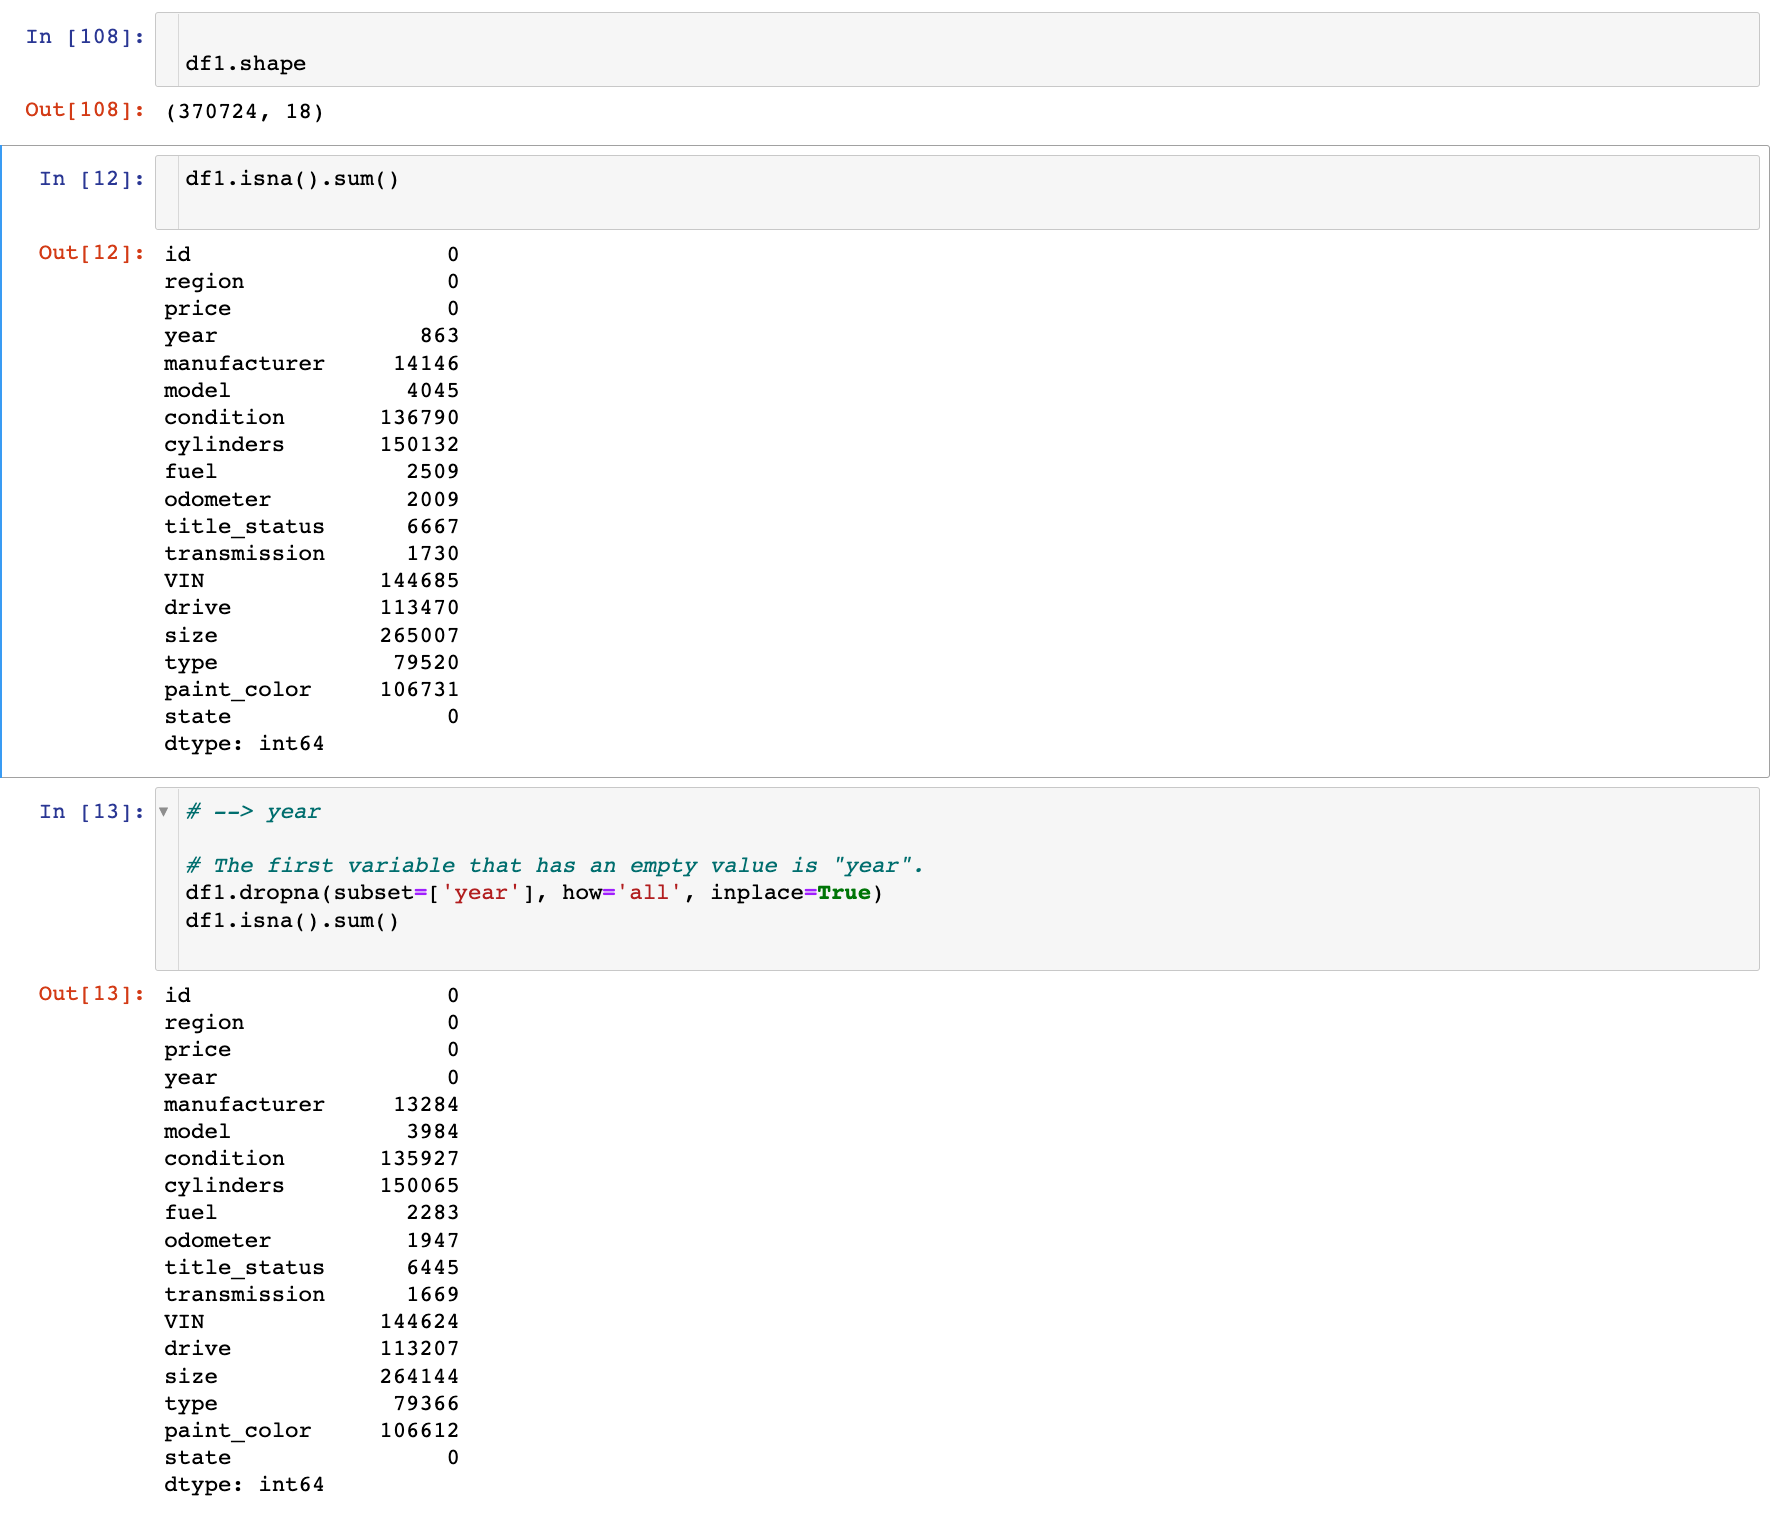 In [108]:
df1.shape
Out[108]: (370724, 18)
In [12]: df1.isna().sum()
Out[12]: id 0
region 0
price 0
year 863
manufacturer 14146
model 4045
condition 136790
cylinders 150132
fuel 2509
odometer 2009
title_status 6667
transmission 1730
VIN 144685
drive 113470
size 265007
type 79520
paint_color 106731
state 0
dtype: int64
In [13]: # --> year
# The first variable that has an empty value is "year".
df1.dropna(subset=['year'], how='all', inplace=True)
df1.isna().sum()
Out[13]: id 0
region 0
price 0
year 0
manufacturer 13284
model 3984
condition 135927
cylinders 150065
fuel 2283
odometer 1947
title_status 6445
transmission 1669
VIN 144624
drive 113207
size 264144
type 79366
paint_color 106612
state 0
dtype: int64